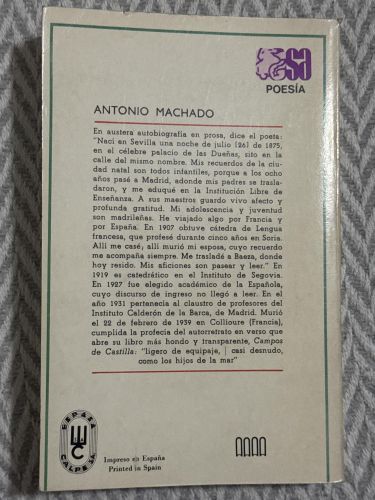 SA
POESÍA
ANTONIO MACHADO
En austera autobiografía en prosa, dice el poeta:
"Nací en Sevilla una noche de julio [26] de 1875,
en el célebre palacio de las Dueñas, sito en la
calle del mismo nombre. Mis recuerdos de la ciu-
dad natal son todos infantiles, porque a los ocho
años pasé a Madrid, adonde mis padres se trasla-
daron, y me eduqué en la Institución Libre de
Enseñanza. A sus maestros guardo vivo afecto y
profunda gratitud. Mi adolescencia y juventud
son madrileñas. He viajado algo por Francia y
por España. En 1907 obtuve cátedra de Lengua
francesa, que profesé durante cinco años en Soria.
Allí me casé; allí murió mi esposa, cuyo recuerdo
me acompaña siempre. Me trasladé a Baeza, donde
hoy resido. Mis aficiones son pasear y leer." En
1919 es catedrático en el Instituto de Segovia.
En 1927 fue elegido académico de la Española,
cuyo discurso de ingreso no llegó a leer. En el
año 1931 pertenecía al claustro de profesores del
Instituto Calderón de la Barca, de Madrid. Murió
el 22 de febrero de 1939 en Collioure (Francia),
cumplida la profecía del autorretrato en verso que
abre su libro más hondo y transparente, Campos
de Castilla: "ligero de equipaje, | casi desnudo,
como los hijos de la mar"
ESPASA
CALPE S.A.
Impreso en España
Printed in Spain